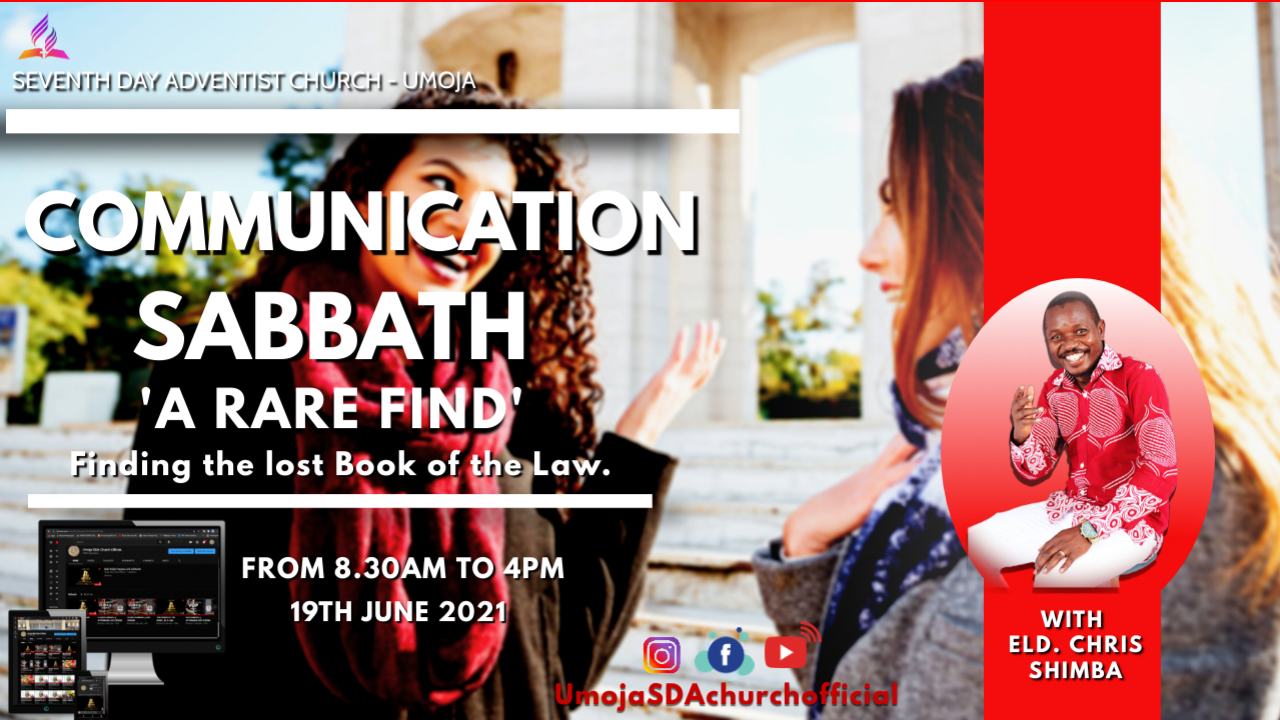 SEVENTH DAY ADVENTIST CHURCH - UMOJA
COMMUNICATION
SABBATH
'A RARE FIND'
Finding the lost Book of the Law.
FROM 8.30AM TO 4PM
19TH JUNE 2021
UmojaSDAchurchofficial
WITH
ELD. CHRIS
SHIMBA